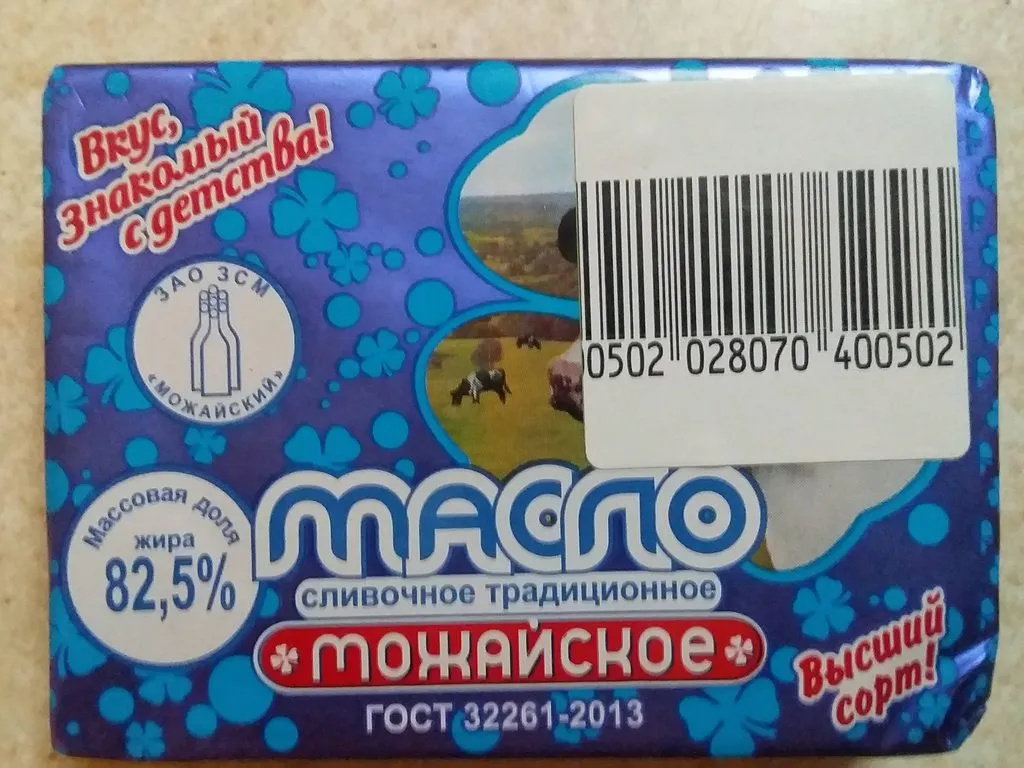 Вкус,
знакомый
с детства!
ЗАО ЗСМ
«МОЖАЙСКИЙ»
0502 028070 400502
Массовая доля
жира
82,5%
МАСЛО
сливочное традиционное
МОЖАЙСКОЕ
ГОСТ 32261-2013
Высший
сорт!